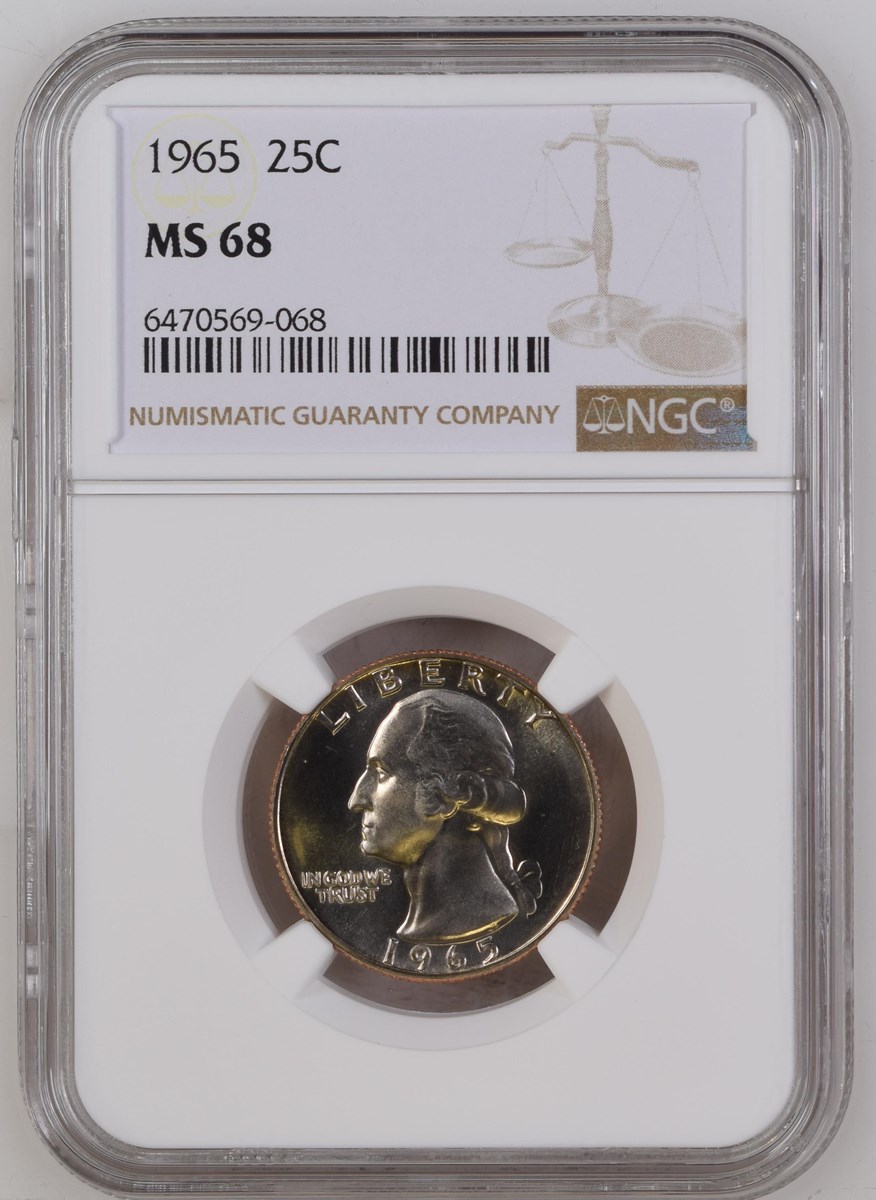 1965 25C
MS 68
6470569-068
NUMISMATIC GUARANTY COMPANY
NGC®
LIBERTY
IN GOD WE
TRUST
1965